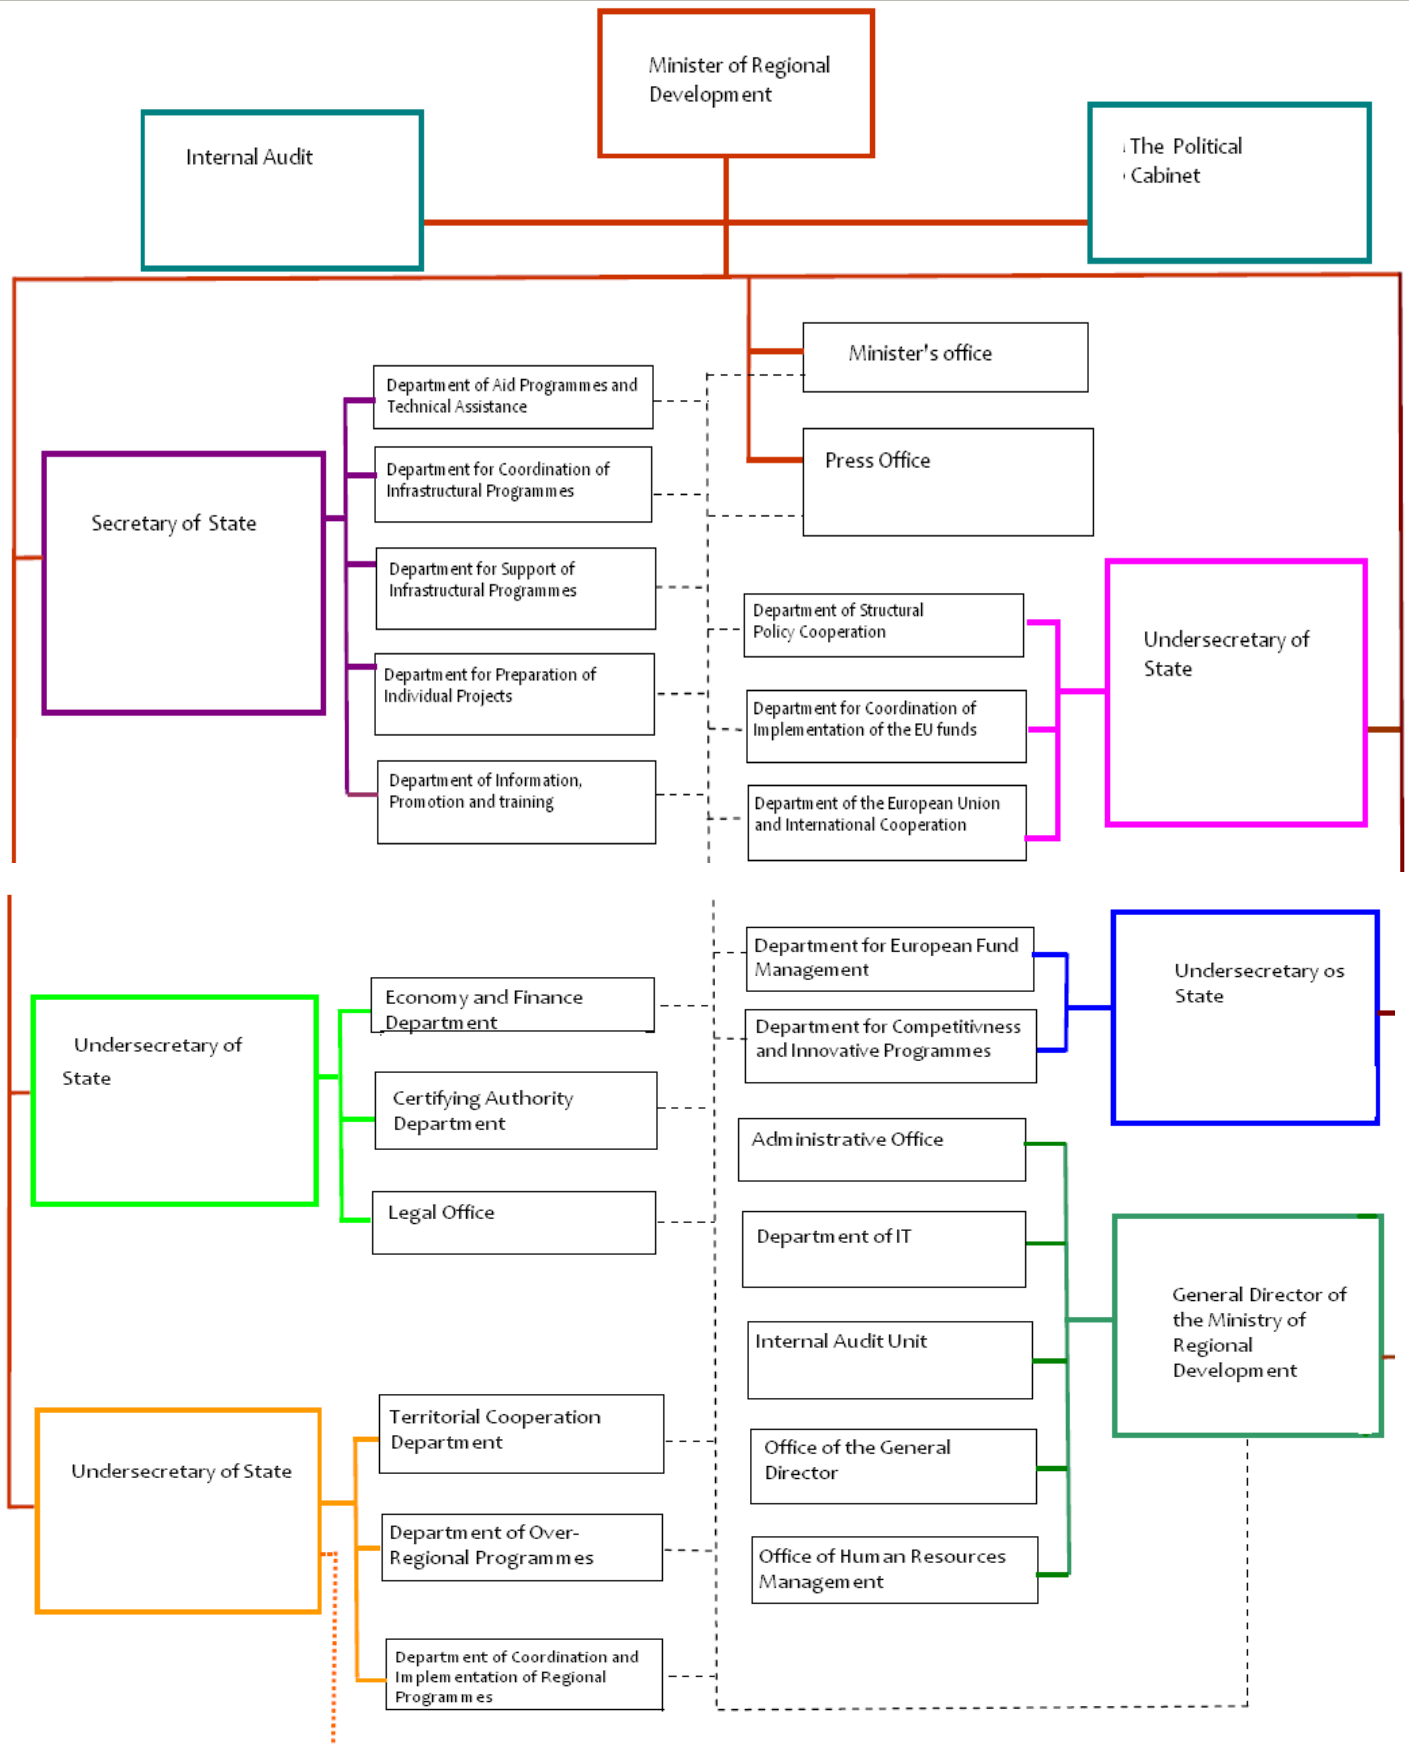 Minister of Regional
Development
Internal Audit
The Political
Cabinet
Minister's office
Department of Aid Programmes and
Technical Assistance
Press Office
Department for Coordination of
Infrastructural Programmes
Secretary of State
Department for Support of
Infrastructural Programmes
Department of Structural
Policy Cooperation
Undersecretary of
State
Department for Preparation of
Individual Projects
Department for Coordination of
Implementation of the EU funds
Department of Information,
Promotion and training
Department of the European Union
and International Cooperation
Department for European Fund
Management
Undersecretary os
State
Economy and Finance
Department
Department for Competitivness
and Innovative Programmes
Undersecretary of
State
Certifying Authority
Department
Administrative Office
Legal Office
Department of IT
General Director of
the Ministry of
Regional
Development
Internal Audit Unit
Territorial Cooperation
Department
Office of the General
Director
Undersecretary of State
Department of Over-
Regional Programmes
Office of Human Resources
Management
Department of Coordination and
Implementation of Regional
Programmes